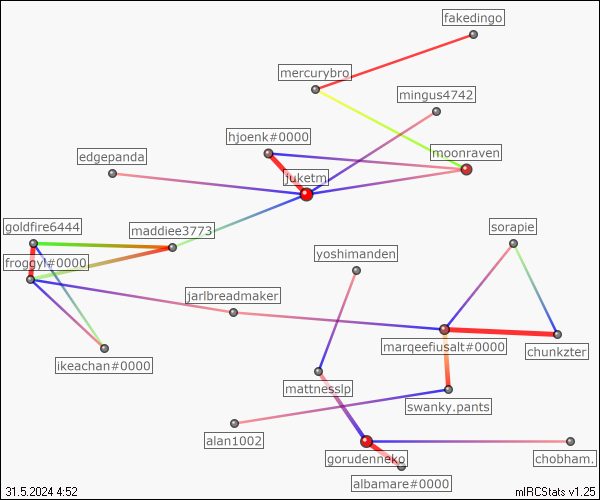 fakedingo
mercurybro
mingus4742
hjoenk#0000
moonraven
edgepanda
juketm
goldfire6444
maddiee3773
sorapie
froggyl#0000
yoshimanden
jarlbreadmaker
marqeefiusalt#0000
chunkzter
ikeachan#0000
mattnesslp
swanky.pants
alan1002
gorudenneko
chobham.
albamare#0000
31.5.2024 4:52
mIRCStats v1.25